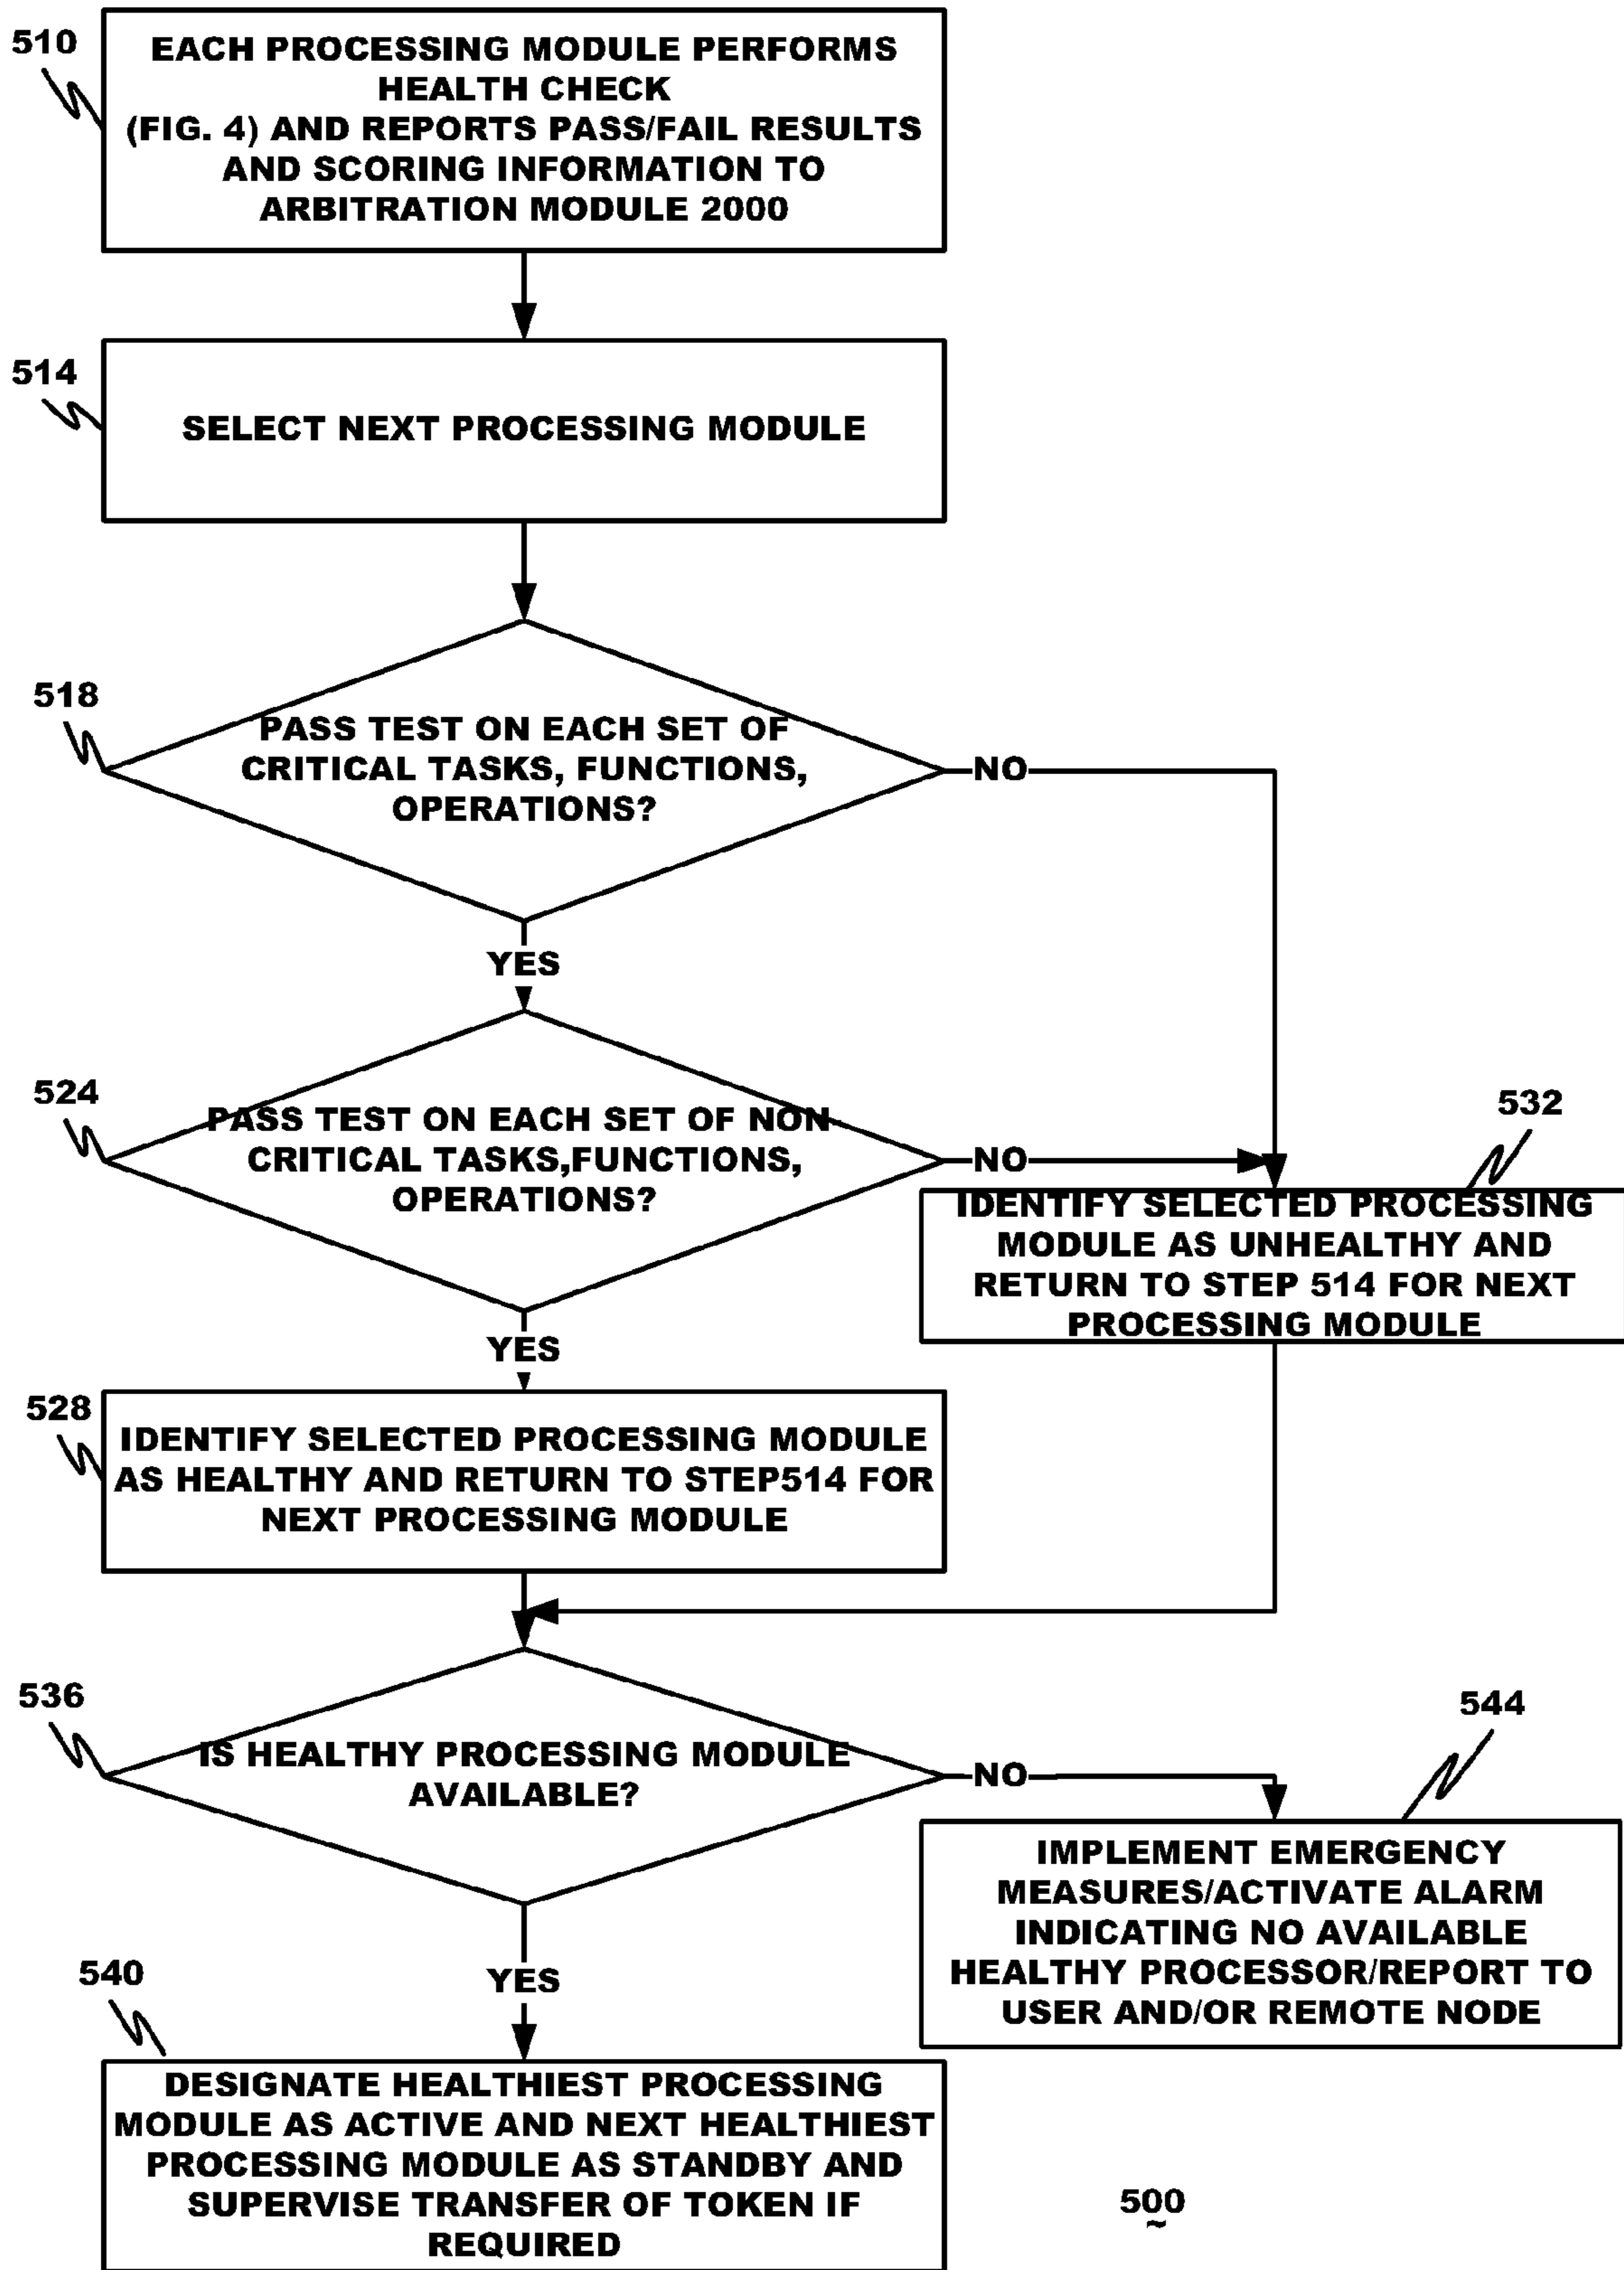 510
EACH PROCESSING MODULE PERFORMS
HEALTH CHECK
(FIG. 4) AND REPORTS PASS/FAIL RESULTS
AND SCORING INFORMATION TO
ARBITRATION MODULE 2000
514
SELECT NEXT PROCESSING MODULE
518
PASS TEST ON EACH SET OF
CRITICAL TASKS, FUNCTIONS,
OPERATIONS?
NO
YES
524
PASS TEST ON EACH SET OF NON
CRITICAL TASKS,FUNCTIONS,
OPERATIONS?
NO
532
IDENTIFY SELECTED PROCESSING
MODULE AS UNHEALTHY AND
RETURN TO STEP 514 FOR NEXT
PROCESSING MODULE
YES
528
IDENTIFY SELECTED PROCESSING MODULE
AS HEALTHY AND RETURN TO STEP514 FOR
NEXT PROCESSING MODULE
536
IS HEALTHY PROCESSING MODULE
AVAILABLE?
NO
544
IMPLEMENT EMERGENCY
MEASURES/ACTIVATE ALARM
INDICATING NO AVAILABLE
HEALTHY PROCESSOR/REPORT TO
USER AND/OR REMOTE NODE
YES
540
DESIGNATE HEALTHIEST PROCESSING
MODULE AS ACTIVE AND NEXT HEALTHIEST
PROCESSING MODULE AS STANDBY AND
SUPERVISE TRANSFER OF TOKEN IF
REQUIRED
500